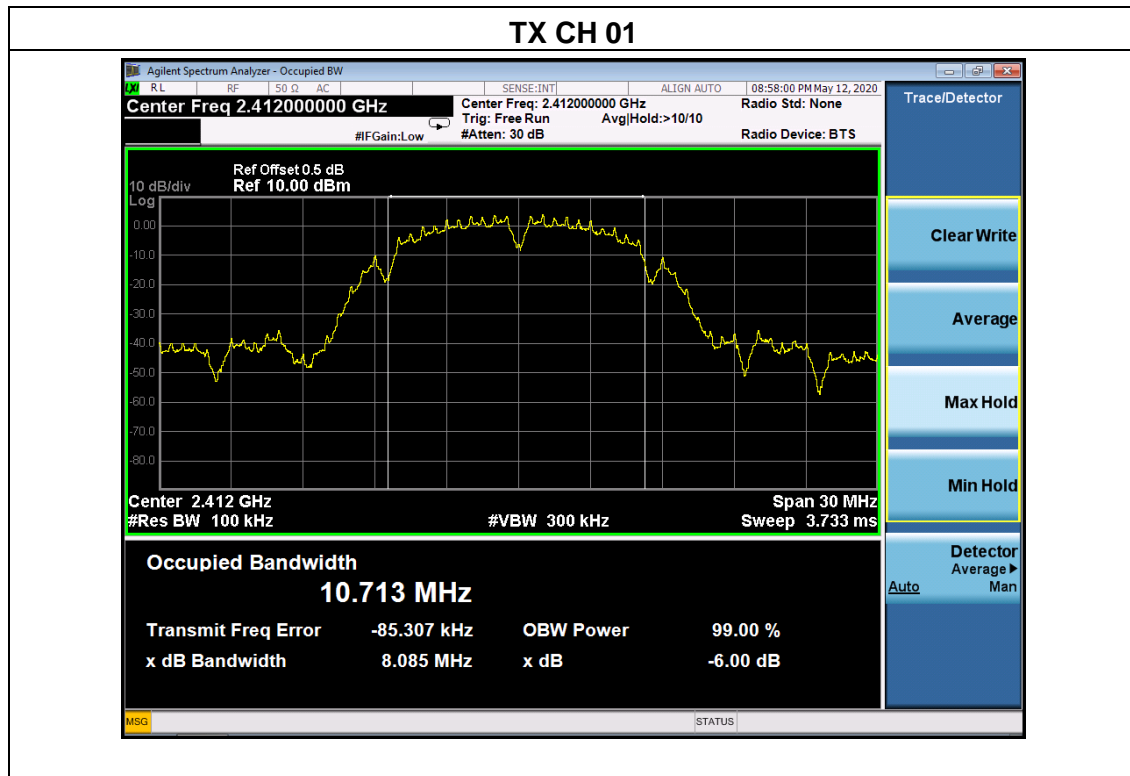 TX CH 01
Agilent Spectrum Analyzer - Occupied BW
LXI RL RF 50 Ω AC SENSE:INT ALIGN AUTO 08:58:00 PM May 12, 2020
Center Freq 2.412000000 GHz
Center Freq: 2.412000000 GHz
Radio Std: None
Trig: Free Run Avg|Hold:>10/10
#IFGain:Low
#Atten: 30 dB
Radio Device: BTS
Trace/Detector
Ref Offset 0.5 dB
10 dB/div Ref 10.00 dBm
Log
0.00
-10.0
-20.0
-30.0
-40.0
-50.0
-60.0
-70.0
-80.0
Center 2.412 GHz Span 30 MHz
#Res BW 100 kHz #VBW 300 kHz Sweep 3.733 ms
Occupied Bandwidth
10.713 MHz
Transmit Freq Error -85.307 kHz OBW Power 99.00 %
x dB Bandwidth 8.085 MHz x dB -6.00 dB
Clear Write
Average
Max Hold
Min Hold
Detector
Average
Auto Man
MSG STATUS